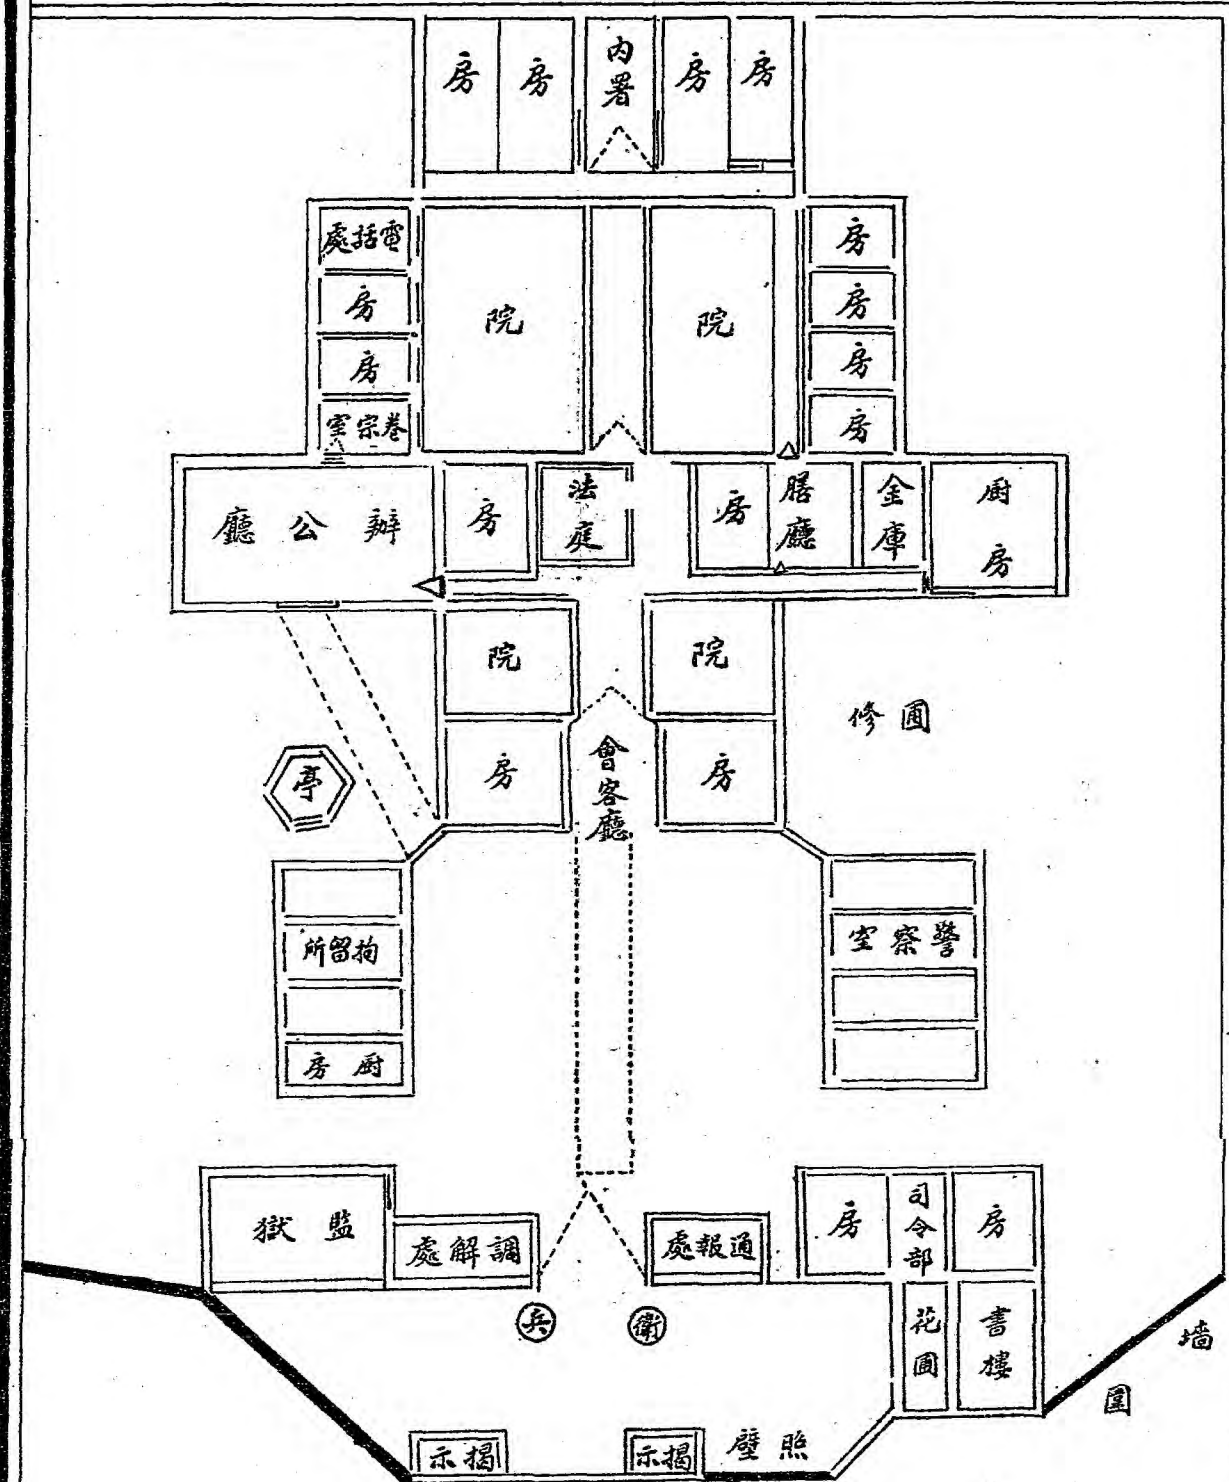 房
房
內署
房
房
電話處
房
房
卷宗室
院
院
房
房
房
房
辦公廳
房
法庭
房
膳廳
金庫
厨房
院
院
修圃
亭
房
會客廳
房
拘留所
厨房
警察室
監獄
調解處
通報處
房
司令部
房
衛兵
花圃
書樓
圍墙
揭示
揭示
照壁